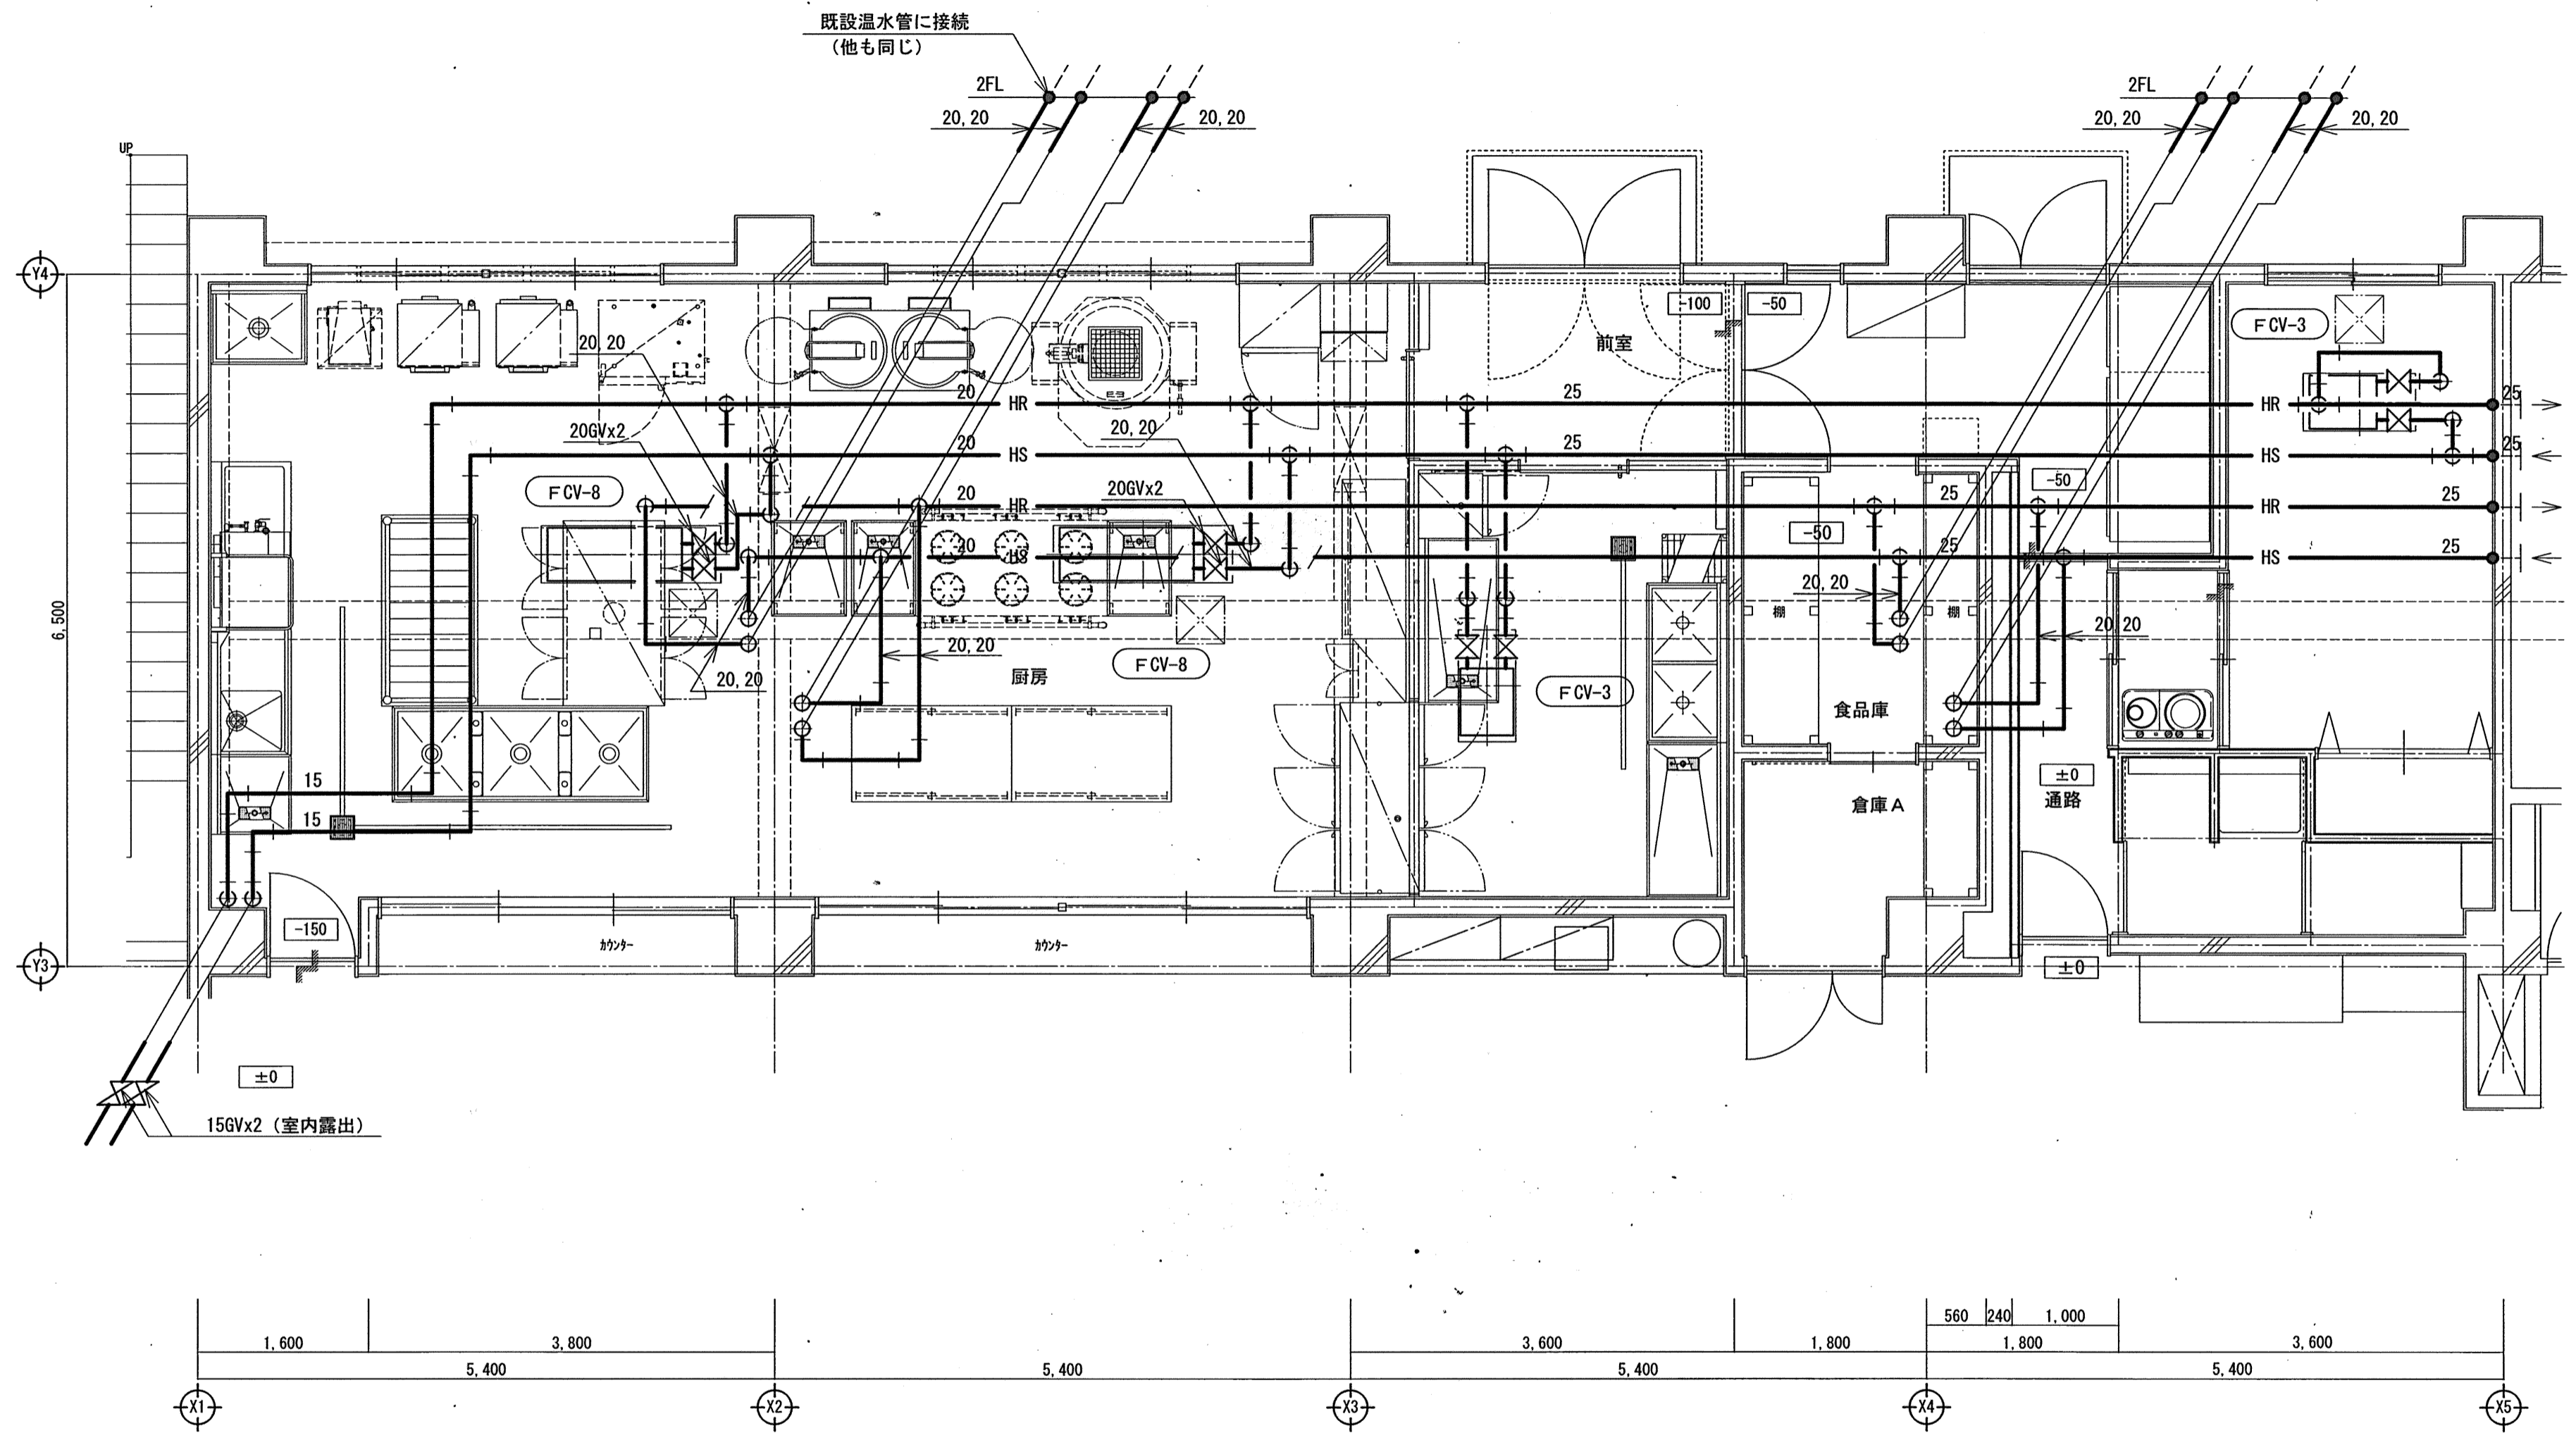 既設温水管に接続
（他も同じ）
2FL
2FL
20,20
20,20
20,20
20,20
UP
Y4
-100
-50
FCV-3
前室
20,20
20
HR
25
HR
25
20GVx2
20
HS
20,20
25
HS
25
FCV-8
20
HR
20GVx2
25
-50
HR
25
-50
20
HS
25
HS
25
20,20
棚
棚
20,20
6,500
20,20
20,20
厨房
FCV-8
FCV-3
食品庫
15
±0
通路
倉庫A
15
-150
カウンター
カウンター
Y3
±0
±0
15GVx2（室内露出）
560
240
1,000
1,600
3,800
3,600
1,800
1,800
3,600
5,400
5,400
5,400
5,400
X1
X2
X3
X4
X5